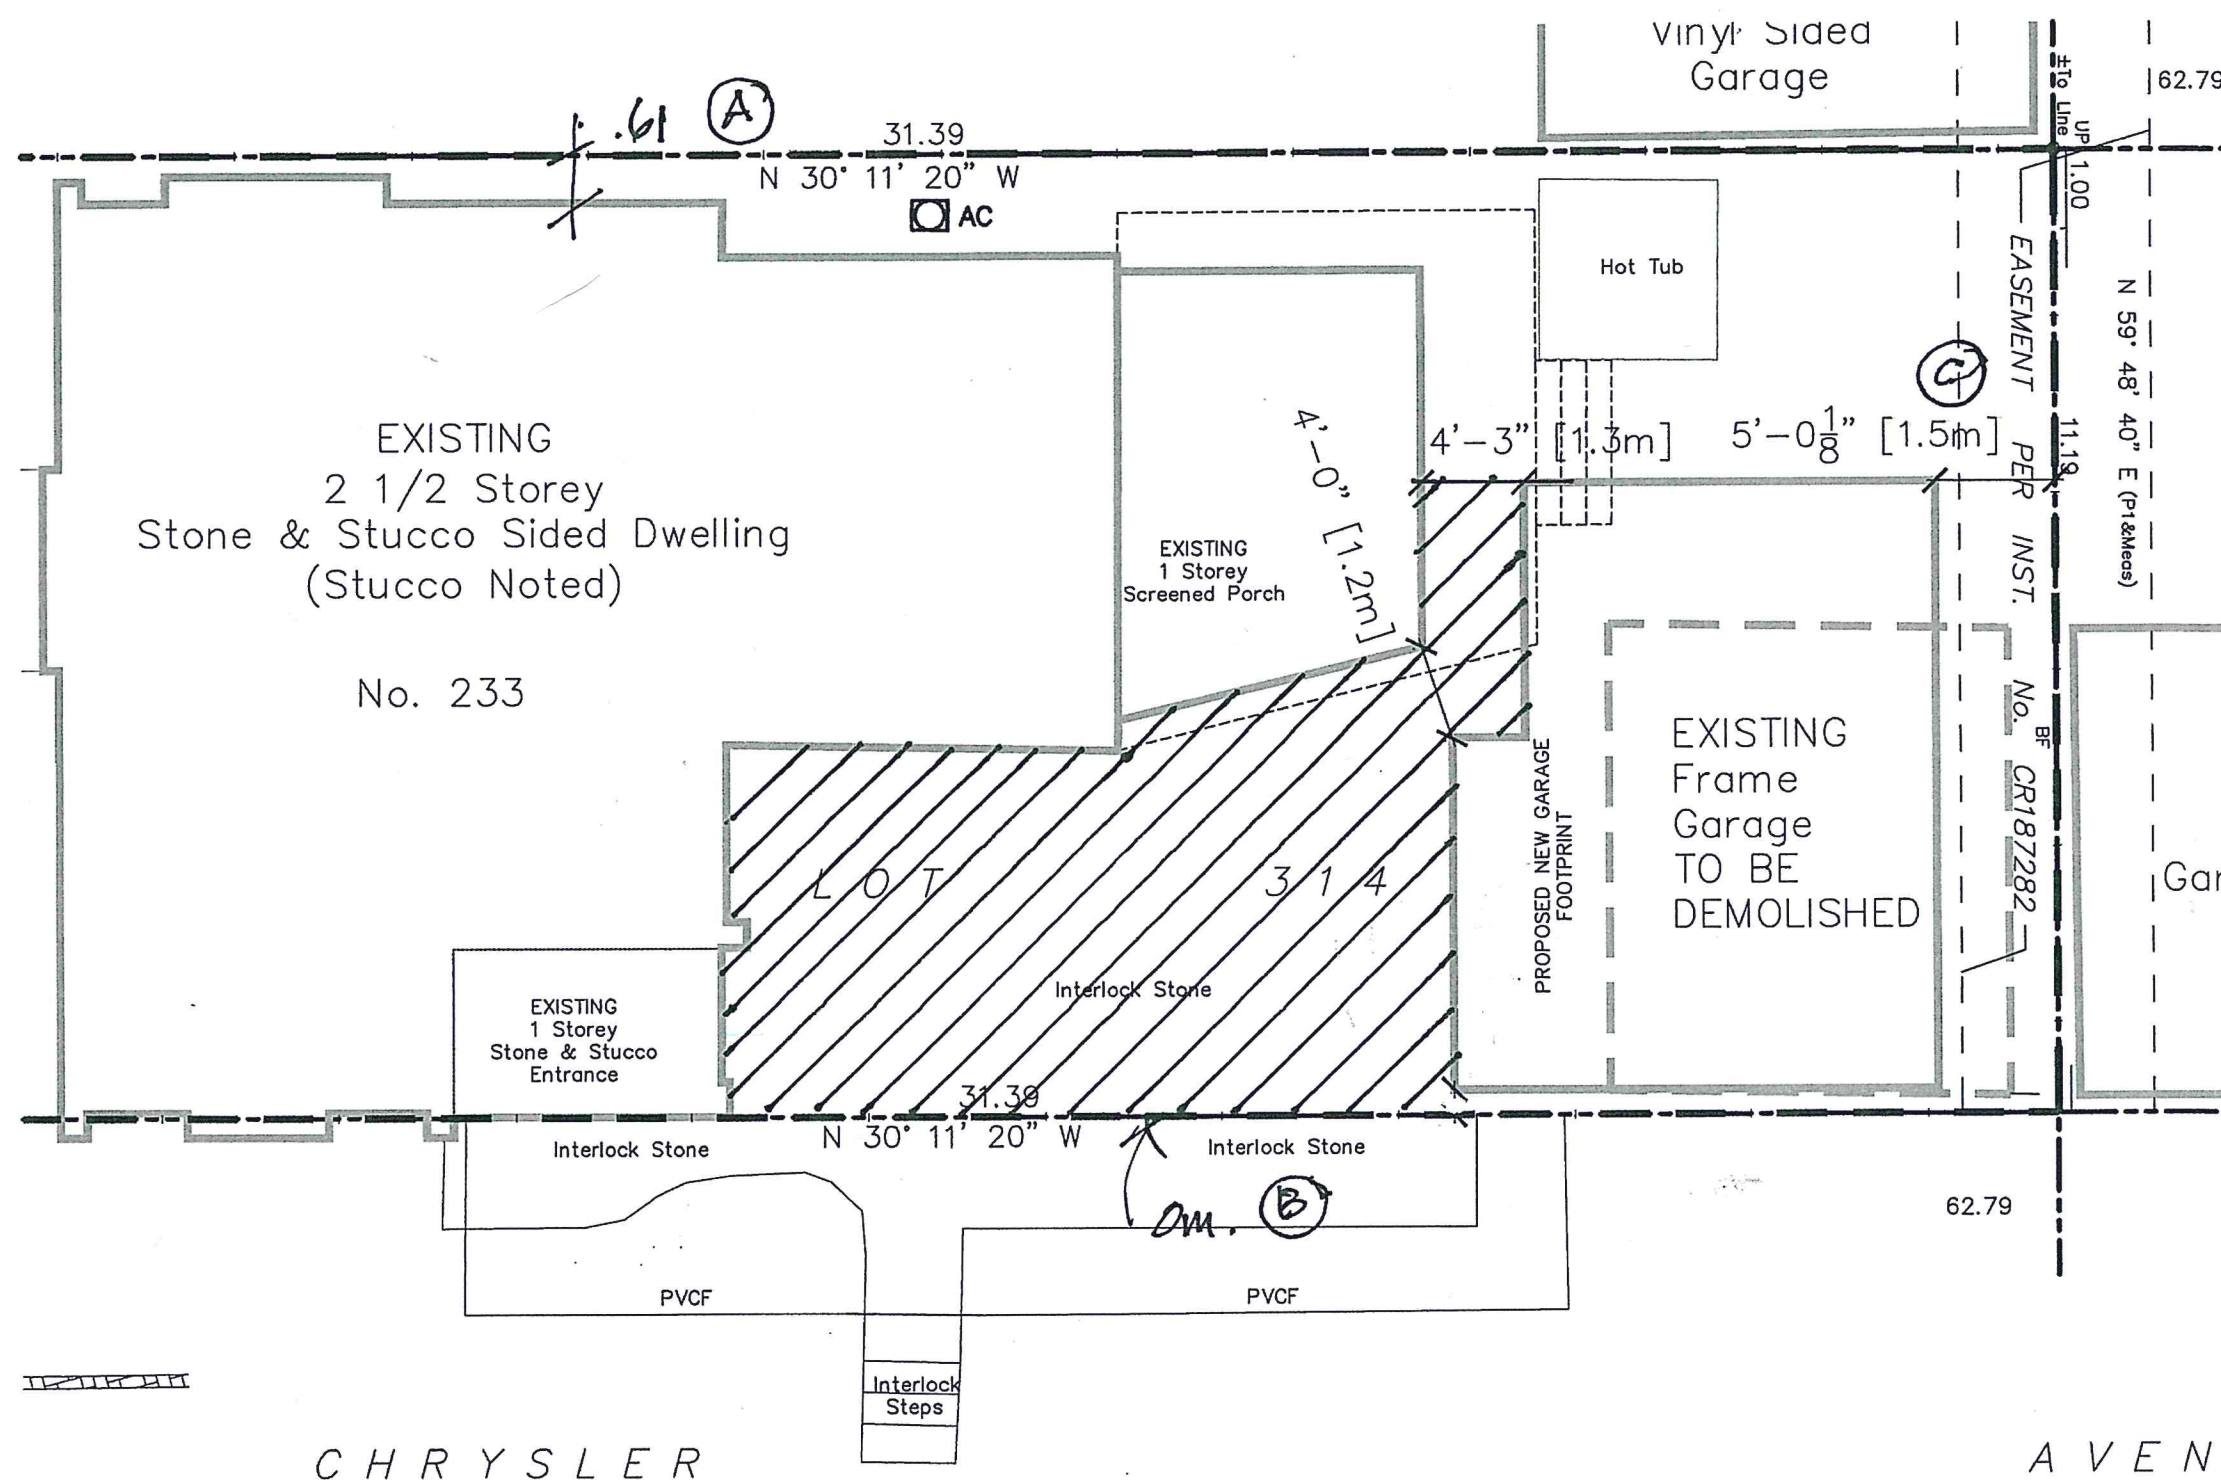 Vinyl Sided
Garage
62.79
±To Line
UP 1.00
.61
A
31.39
N 30° 11' 20" W
AC
Hot Tub
EXISTING
2 1/2 Storey
Stone & Stucco Sided Dwelling
(Stucco Noted)
No. 233
EXISTING
1 Storey
Screened Porch
4'-0" [1.2m]
4'-3" [1.3m]
5'-0 1/8" [1.5m]
C
EASEMENT PER INST. No. CR187282
11.19
N 59° 48' 40" E (P1&Meas)
BF
PROPOSED NEW GARAGE
FOOTPRINT
EXISTING
Frame
Garage
TO BE
DEMOLISHED
Gar
LOT 314
Interlock Stone
EXISTING
1 Storey
Stone & Stucco
Entrance
31.39
N 30° 11' 20" W
Interlock Stone
Interlock Stone
0m.
B
62.79
PVCF
PVCF
Interlock
Steps
CHRYSLER AVEN